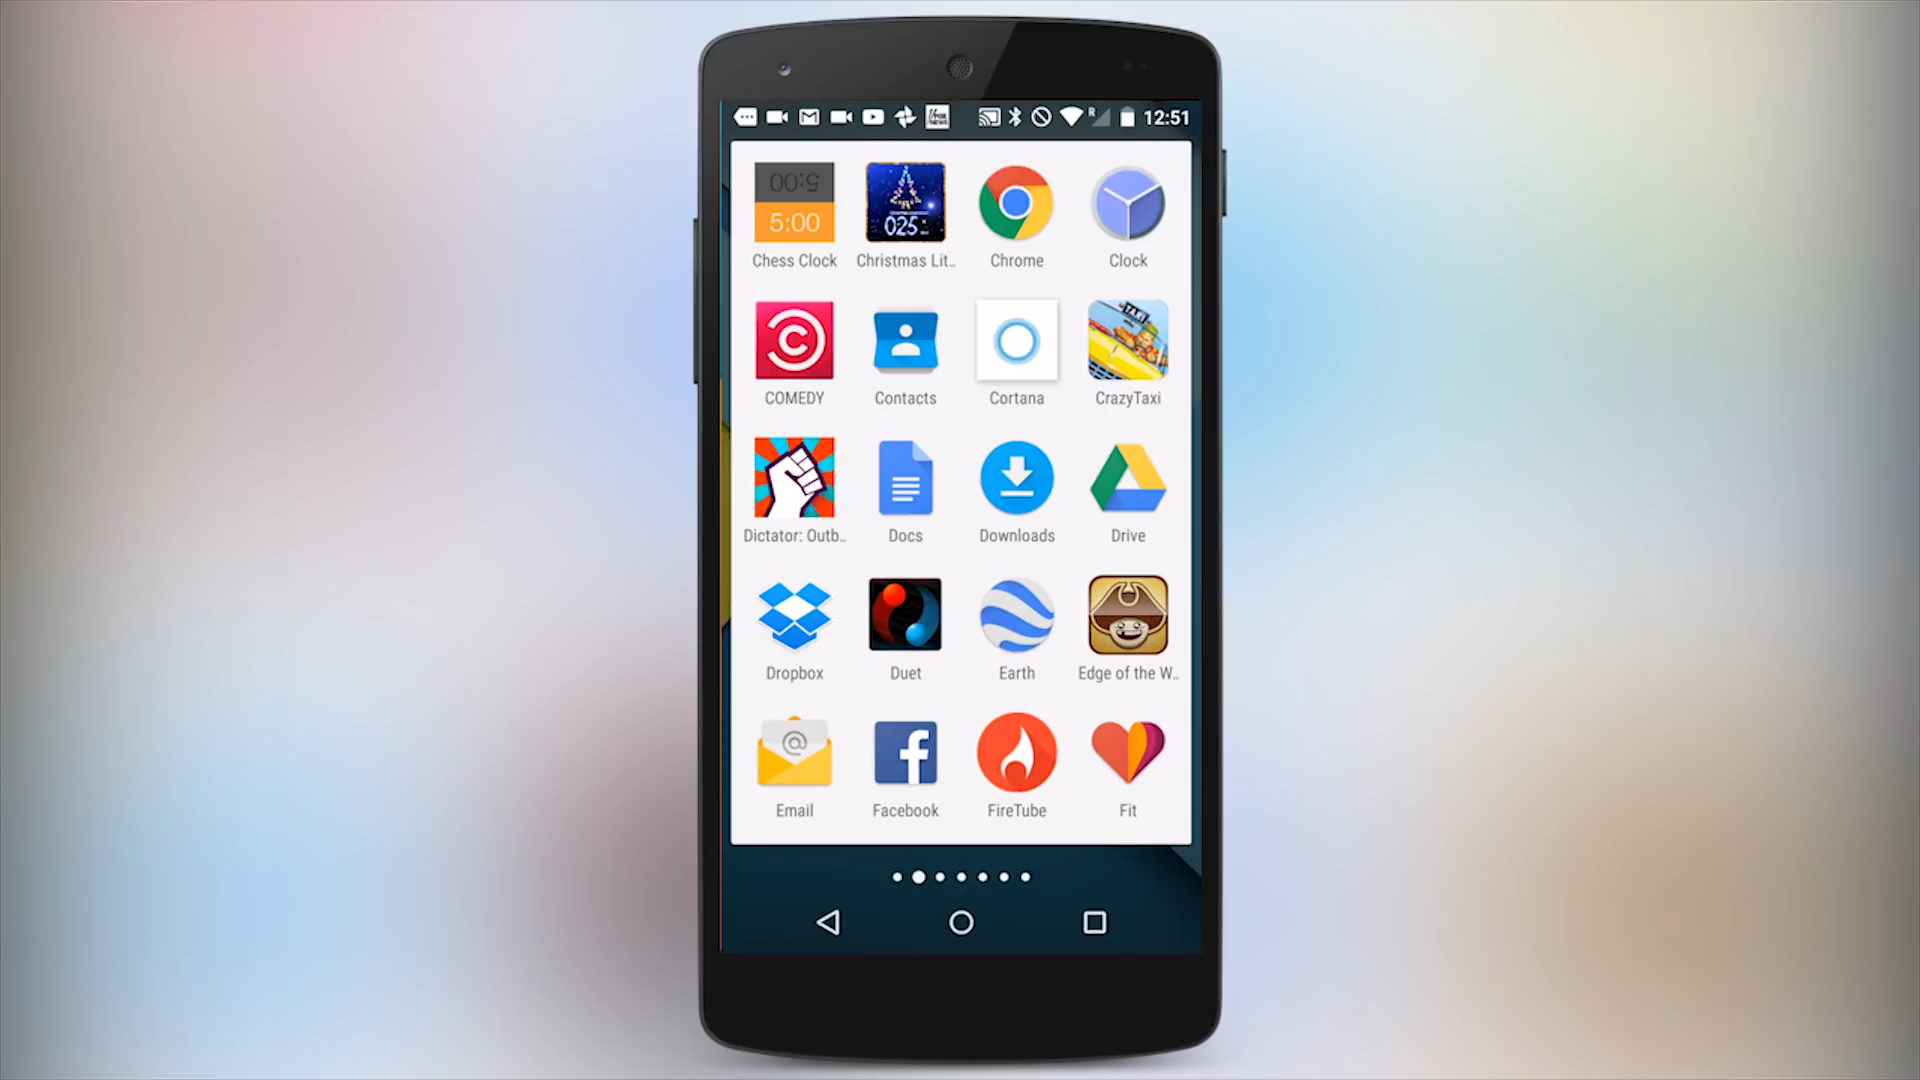 R
12:51
00:5
5:00
025
Chess Clock
Christmas Lit..
Chrome
Clock
TAXI
COMEDY
Contacts
Cortana
CrazyTaxi
Dictator: Outb..
Docs
Downloads
Drive
Dropbox
Duet
Earth
Edge of the W..
@
f
Email
Facebook
FireTube
Fit